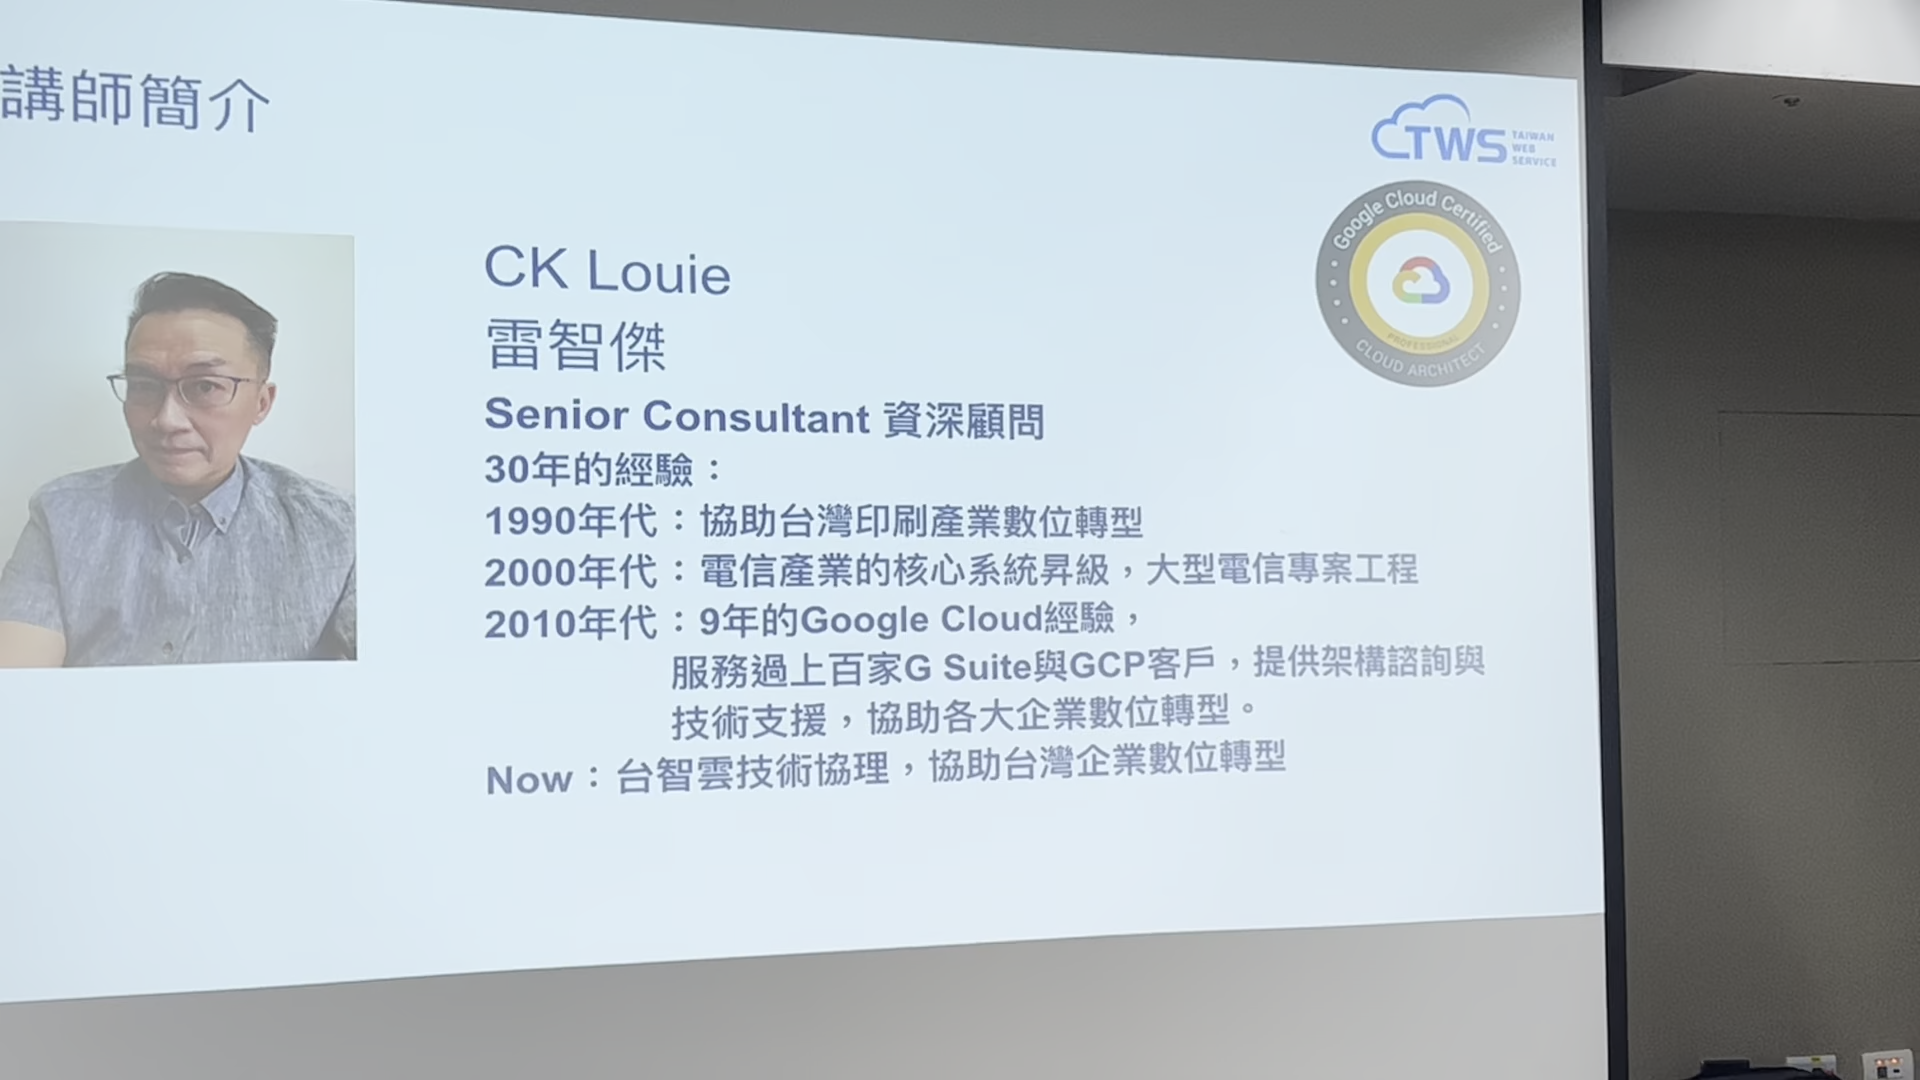 講師簡介
TWS TAIWAN
WEB
SERVICE
Google Cloud Certified
PROFESSIONAL
CLOUD ARCHITECT
CK Louie
雷智傑
Senior Consultant 資深顧問
30年的經驗：
1990年代：協助台灣印刷產業數位轉型
2000年代：電信產業的核心系統昇級，大型電信專案工程
2010年代：9年的Google Cloud經驗，
服務過上百家G Suite與GCP客戶，提供架構諮詢與
技術支援，協助各大企業數位轉型。
Now：台智雲技術協理，協助台灣企業數位轉型